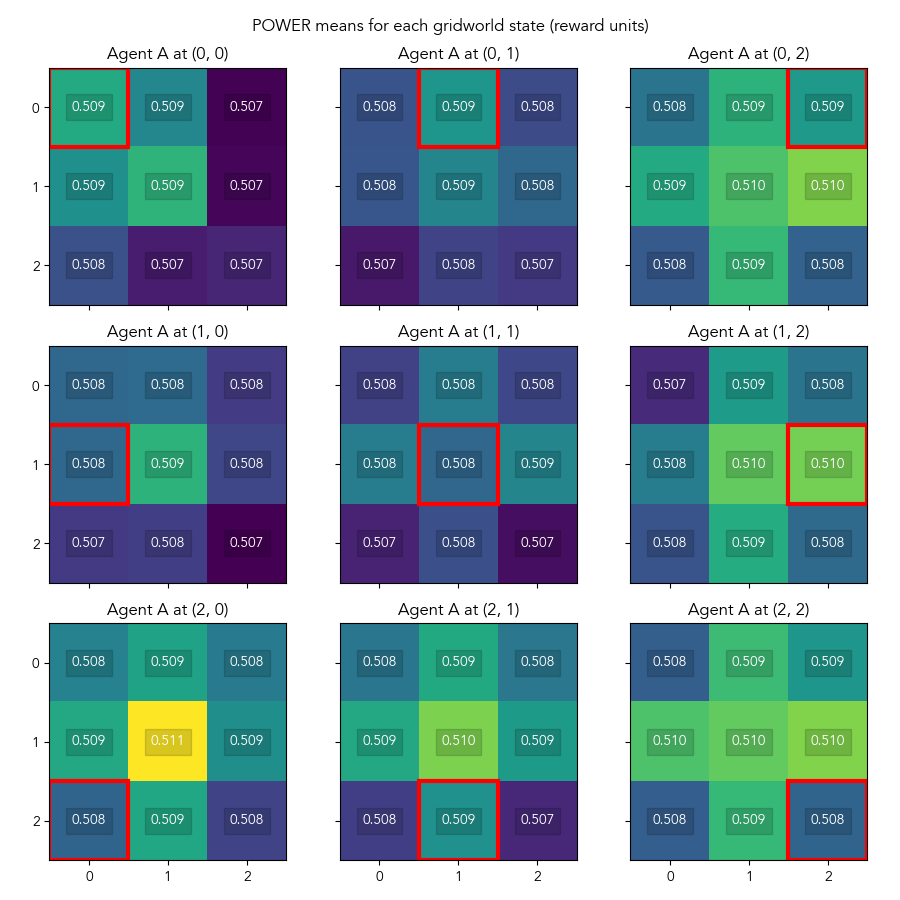 POWER means for each gridworld state (reward units)
Agent A at (0, 0) Agent A at (0, 1) Agent A at (0, 2)
0 0.509 0.509 0.507 0.508 0.509 0.508 0.508 0.509 0.509
1 0.509 0.509 0.507 0.508 0.509 0.508 0.509 0.510 0.510
2 0.508 0.507 0.507 0.507 0.508 0.507 0.508 0.509 0.508
Agent A at (1, 0) Agent A at (1, 1) Agent A at (1, 2)
0 0.508 0.508 0.508 0.508 0.508 0.508 0.507 0.509 0.508
1 0.508 0.509 0.508 0.508 0.508 0.509 0.508 0.510 0.510
2 0.507 0.508 0.507 0.507 0.508 0.507 0.508 0.509 0.508
Agent A at (2, 0) Agent A at (2, 1) Agent A at (2, 2)
0 0.508 0.509 0.508 0.508 0.509 0.508 0.508 0.509 0.509
1 0.509 0.511 0.509 0.509 0.510 0.509 0.510 0.510 0.510
2 0.508 0.509 0.508 0.508 0.509 0.507 0.508 0.509 0.508
0 1 2 0 1 2 0 1 2